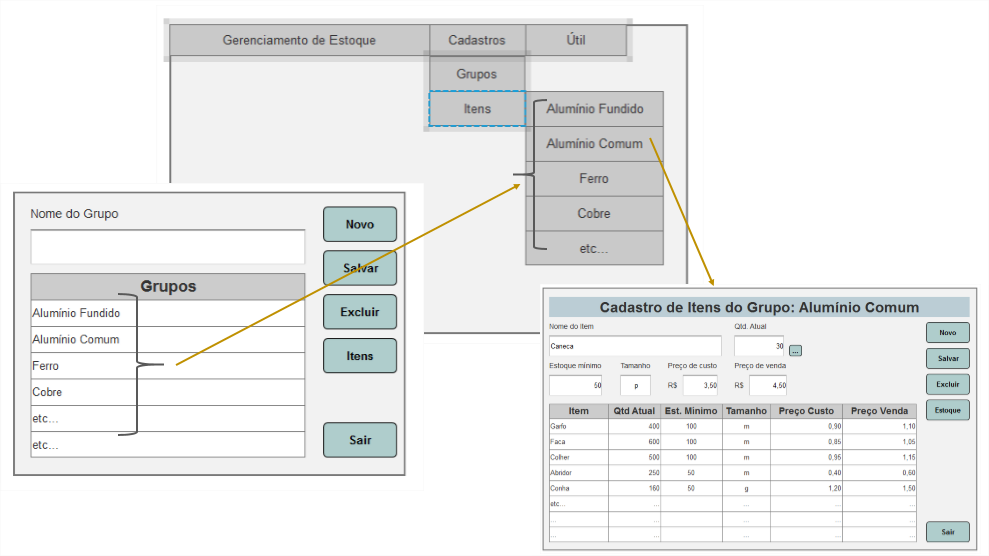 Gerenciamento de Estoque Cadastros Útil
Grupos
Itens
Alumínio Fundido
Alumínio Comum
Ferro
Cobre
etc...
Nome do Grupo
Novo
Salvar
Excluir
Itens
Sair
Grupos
Alumínio Fundido
Alumínio Comum
Ferro
Cobre
etc...
etc...
Cadastro de Itens do Grupo: Alumínio Comum
Nome do Item Qtd. Atual
Caneca 30 ...
Estoque mínimo Tamanho Preço de custo Preço de venda
50 p R$ 3,50 R$ 4,50
Novo
Salvar
Excluir
Estoque
Sair
Item Qtd Atual Est. Mínimo Tamanho Preço Custo Preço Venda
Garfo 400 100 m 0,90 1,10
Faca 600 100 m 0,85 1,05
Colher 500 100 m 0,95 1,15
Abridor 250 50 m 0,40 0,60
Conha 160 50 g 1,20 1,50
etc... ... ... ... ... ...
... ... ... ... ... ...
... ... ... ... ... ...